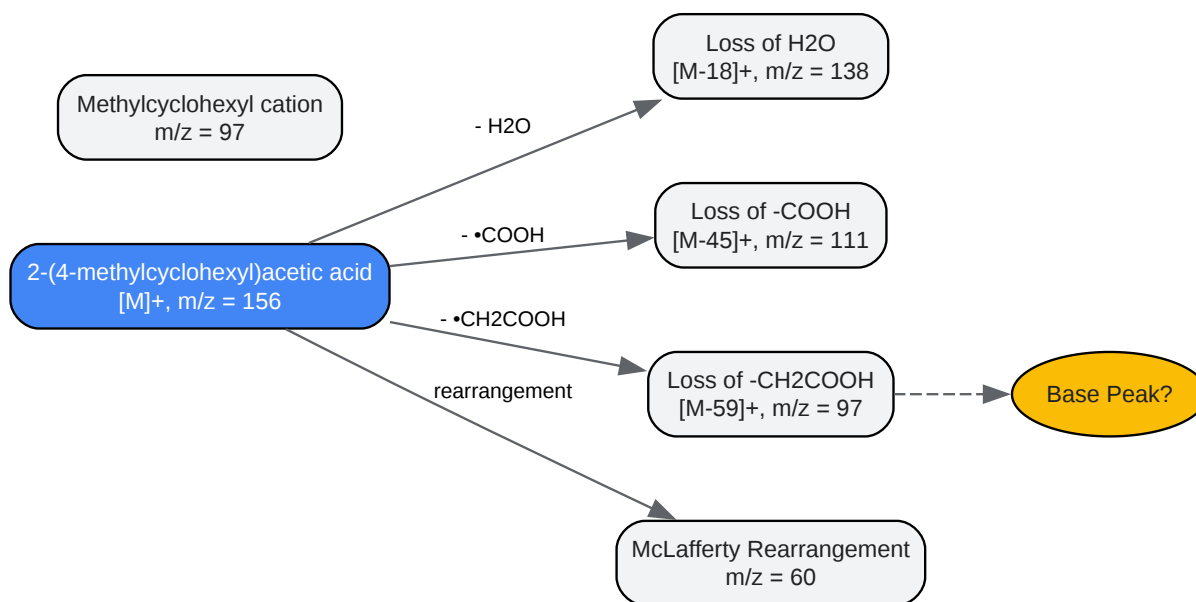 Loss of H2O
[M-18]+, m/z = 138
Methylcyclohexyl cation
m/z = 97
- H2O
Loss of -COOH
[M-45]+, m/z = 111
- •COOH
2-(4-methylcyclohexyl)acetic acid
[M]+, m/z = 156
- •CH2COOH
rearrangement
Loss of -CH2COOH
[M-59]+, m/z = 97
Base Peak?
McLafferty Rearrangement
m/z = 60